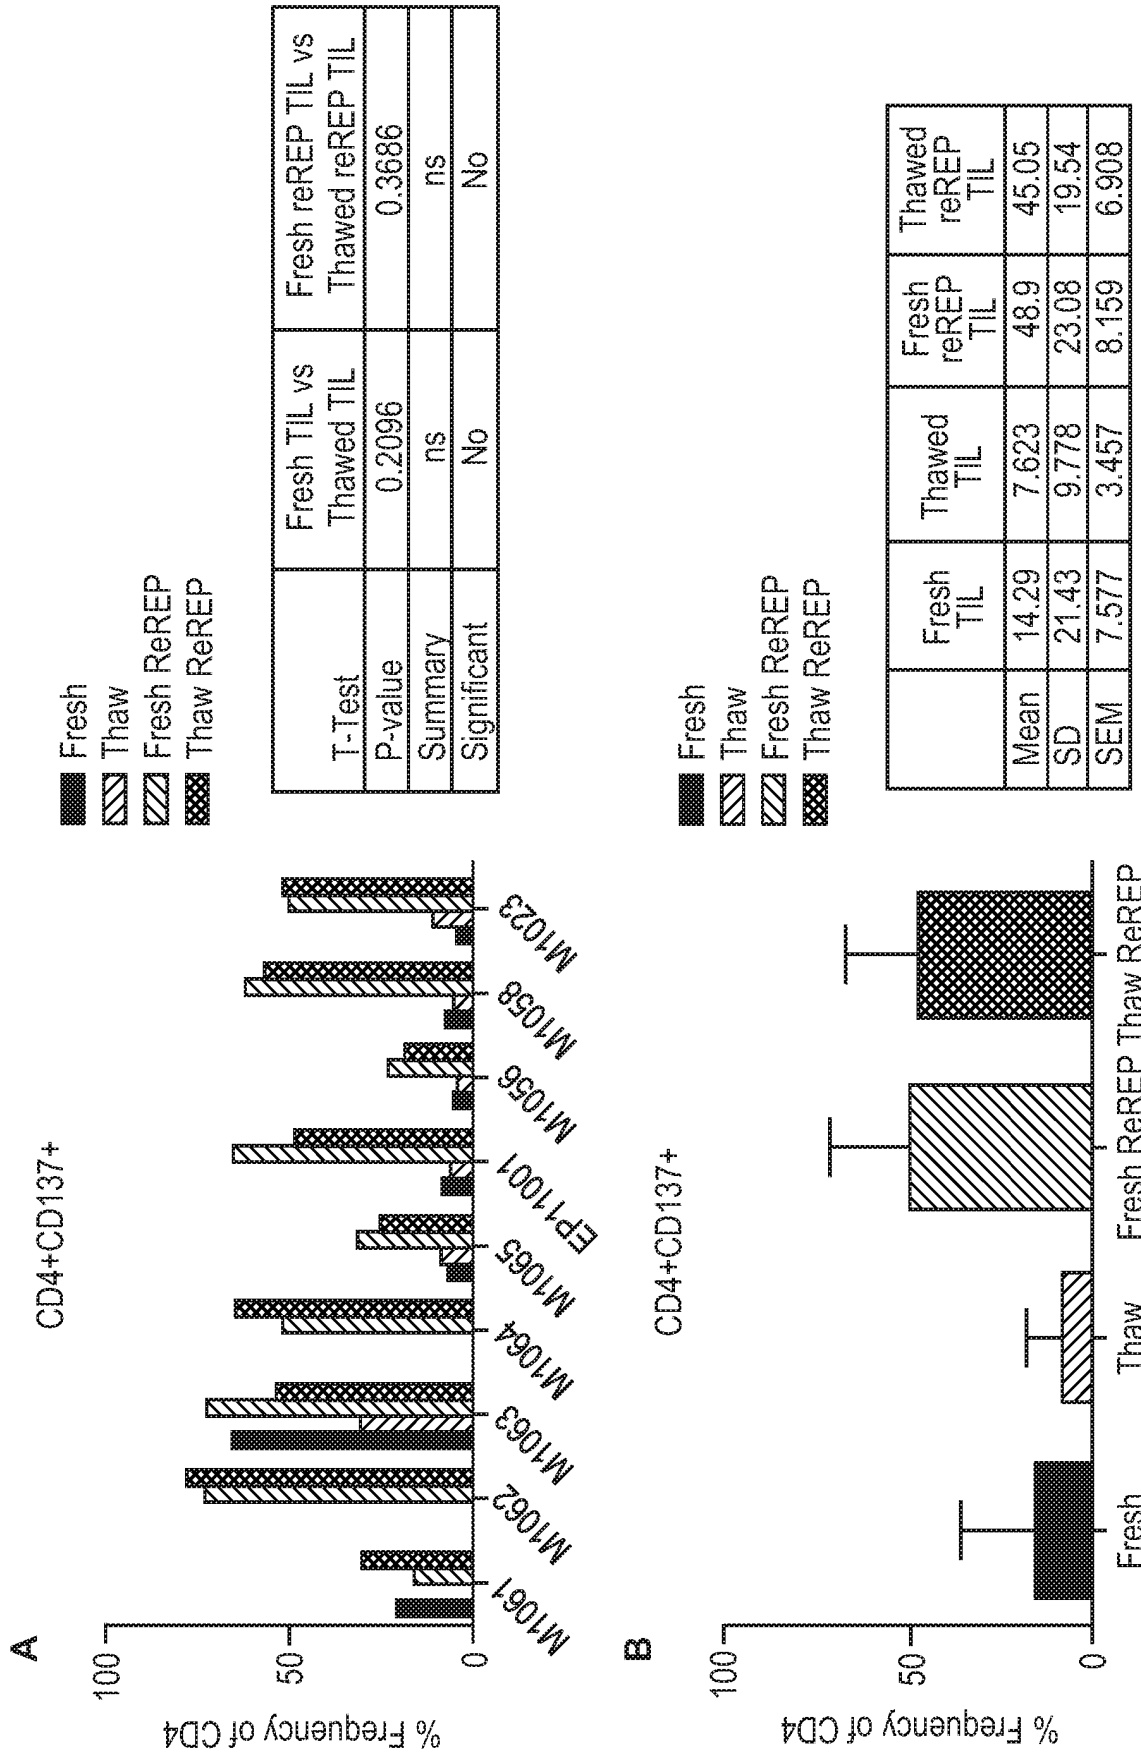 A
CD4+CD137+
% Frequency of CD4
100
50
0
M1061
M1062
M1063
M1064
M1065
EP11001
M1056
M1058
M1023
Fresh
Thaw
Fresh ReREP
Thaw ReREP
T-Test
Fresh TIL vs
Thawed TIL
Fresh reREP TIL vs
Thawed reREP TIL
P-value 0.2096 0.3686
Summary ns ns
Significant No No
B
CD4+CD137+
% Frequency of CD4
100
50
0
Fresh Thaw Fresh ReREP Thaw ReREP
Fresh
Thaw
Fresh ReREP
Thaw ReREP
Fresh
TIL
Thawed
TIL
Fresh
reREP
TIL
Thawed
reREP
TIL
Mean 14.29 7.623 48.9 45.05
SD 21.43 9.778 23.08 19.54
SEM 7.577 3.457 8.159 6.908